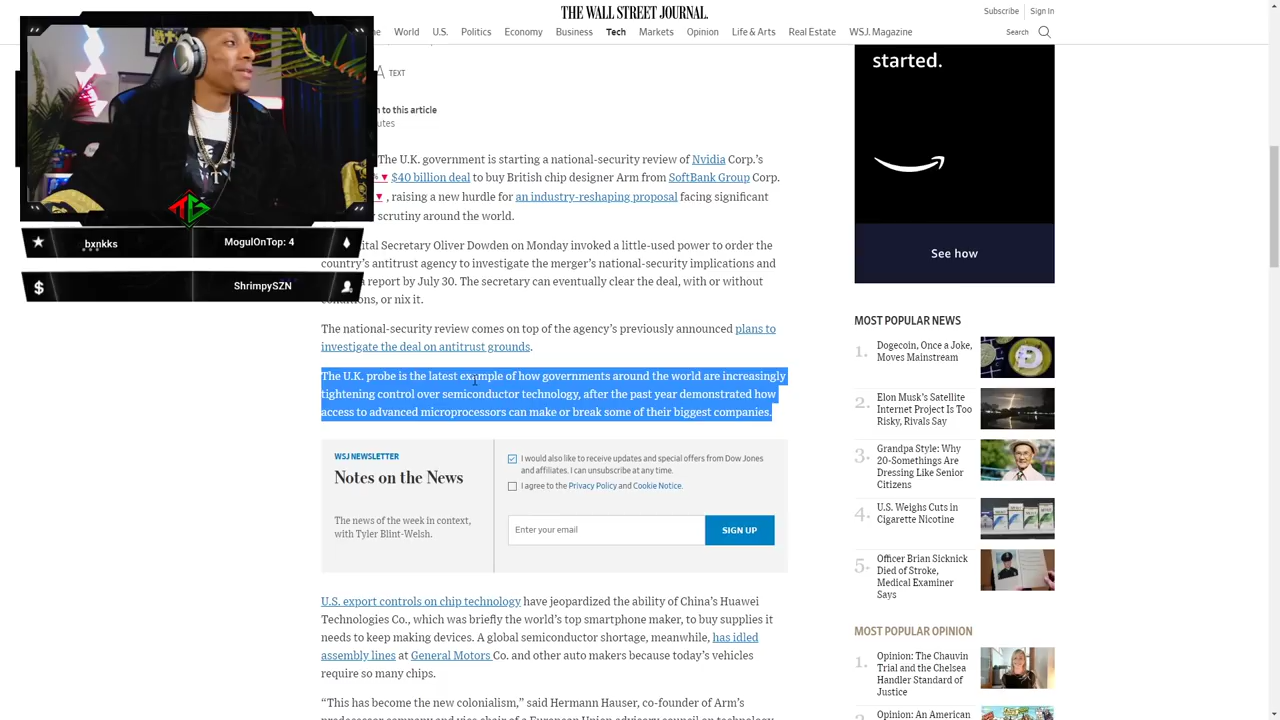 THE WALL STREET JOURNAL.
Subscribe
Sign In
World
U.S.
Politics
Economy
Business
Tech
Markets
Opinion
Life & Arts
Real Estate
WSJ. Magazine
Search
TEXT
to this article
bxnkks
MogulOnTop: 4
ShrimpySZN
The U.K. government is starting a national-security review of Nvidia Corp.'s
$40 billion deal to buy British chip designer Arm from SoftBank Group Corp.
, raising a new hurdle for an industry-reshaping proposal facing significant
scrutiny around the world.
Secretary Oliver Dowden on Monday invoked a little-used power to order the
country's antitrust agency to investigate the merger's national-security implications and
report by July 30. The secretary can eventually clear the deal, with or without
or nix it.
The national-security review comes on top of the agency's previously announced plans to
investigate the deal on antitrust grounds.
The U.K. probe is the latest example of how governments around the world are increasingly
tightening control over semiconductor technology, after the past year demonstrated how
access to advanced microprocessors can make or break some of their biggest companies.
WSJ NEWSLETTER
Notes on the News
The news of the week in context,
with Tyler Blint-Welsh.
I would also like to receive updates and special offers from Dow Jones
and affiliates. I can unsubscribe at any time.
I agree to the Privacy Policy and Cookie Notice.
Enter your email
SIGN UP
U.S. export controls on chip technology have jeopardized the ability of China's Huawei
Technologies Co., which was briefly the world's top smartphone maker, to buy supplies it
needs to keep making devices. A global semiconductor shortage, meanwhile, has idled
assembly lines at General Motors Co. and other auto makers because today's vehicles
require so many chips.
"This has become the new colonialism," said Hermann Hauser, co-founder of Arm's
started.
See how
MOST POPULAR NEWS
1.
Dogecoin, Once a Joke,
Moves Mainstream
2.
Elon Musk's Satellite
Internet Project Is Too
Risky, Rivals Say
3.
Grandpa Style: Why
20-Somethings Are
Dressing Like Senior
Citizens
4.
U.S. Weighs Cuts in
Cigarette Nicotine
5.
Officer Brian Sicknick
Died of Stroke,
Medical Examiner
Says
MOST POPULAR OPINION
1.
Opinion: The Chauvin
Trial and the Chelsea
Handler Standard of
Justice
Opinion: An American